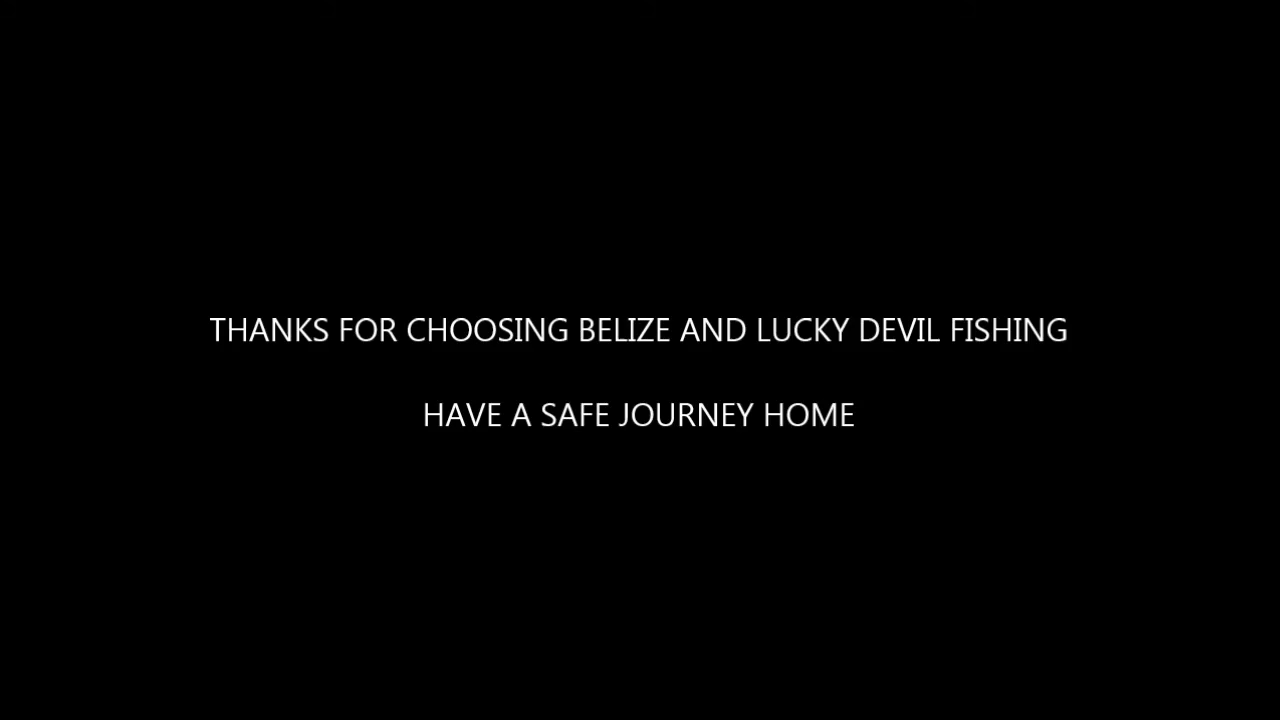 THANKS FOR CHOOSING BELIZE AND LUCKY DEVIL FISHING
HAVE A SAFE JOURNEY HOME